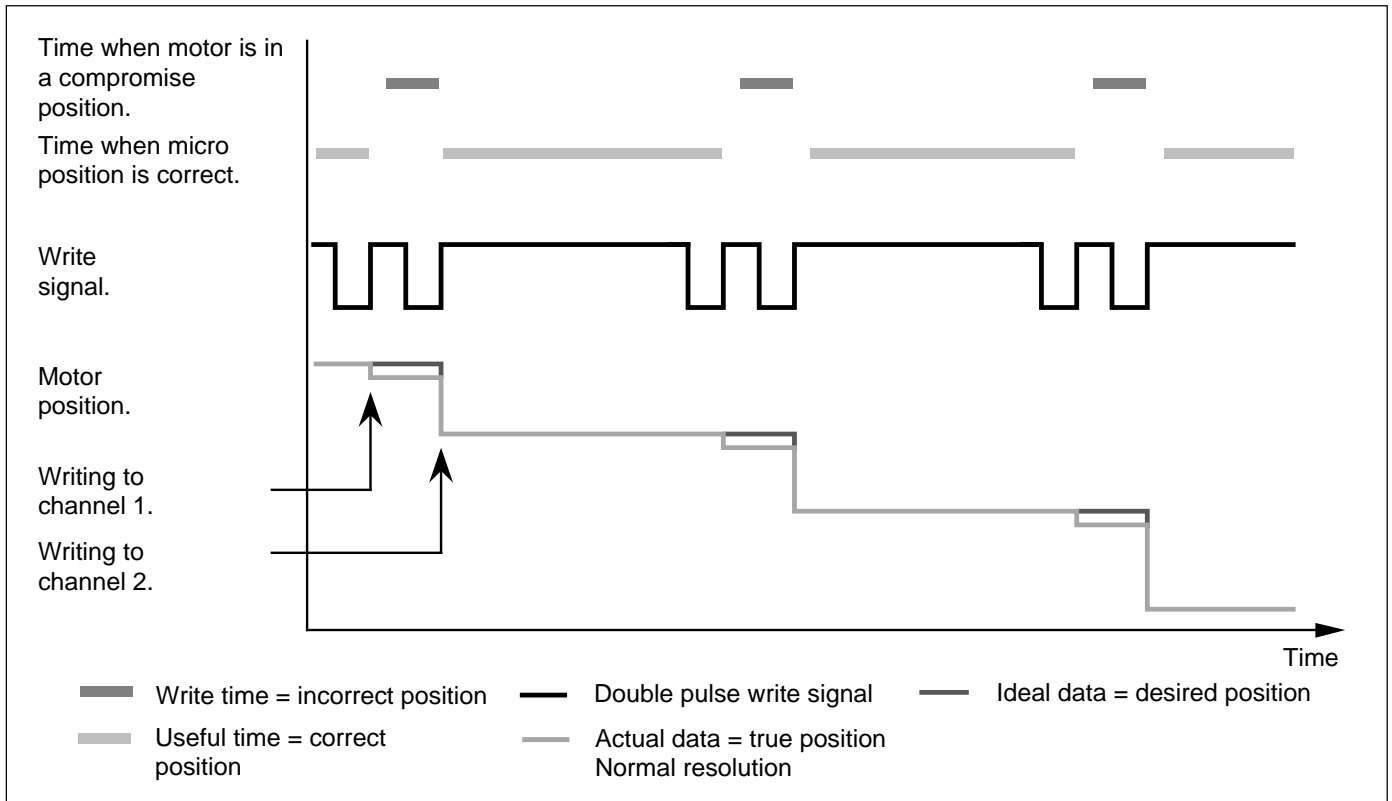 Time when motor is in
a compromise
position.
Time when micro
position is correct.
Write
signal.
Motor
position.
Writing to
channel 1.
Writing to
channel 2.
Time
Write time = incorrect position
Double pulse write signal
Ideal data = desired position
Useful time = correct
position
Actual data = true position
Normal resolution